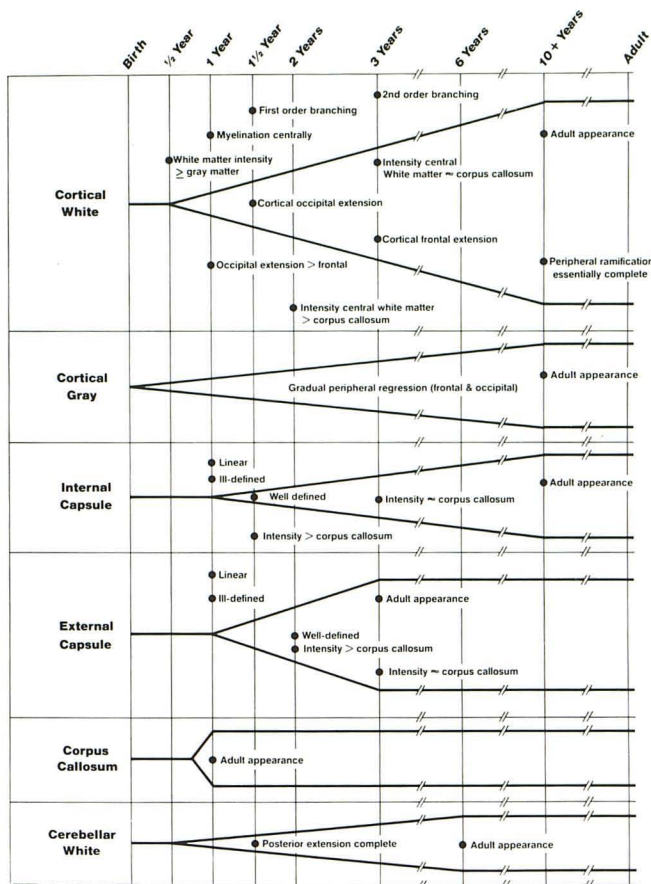 Birth
½ Year
1 Year
1½ Year
2 Years
3 Years
6 Years
10 + Years
Adult
Cortical
White
2nd order branching
First order branching
Myelination centrally
Adult appearance
White matter intensity
≥ gray matter
Intensity central
White matter ≈ corpus callosum
Cortical occipital extension
Cortical frontal extension
Occipital extension > frontal
Peripheral ramification
essentially complete
Intensity central white matter
> corpus callosum
Cortical
Gray
Gradual peripheral regression (frontal & occipital)
Adult appearance
Internal
Capsule
Linear
Ill-defined
Well defined
Intensity ≈ corpus callosum
Adult appearance
Intensity > corpus callosum
External
Capsule
Linear
Ill-defined
Adult appearance
Well-defined
Intensity > corpus callosum
Intensity ≈ corpus callosum
Corpus
Callosum
Adult appearance
Cerebellar
White
Posterior extension complete
Adult appearance